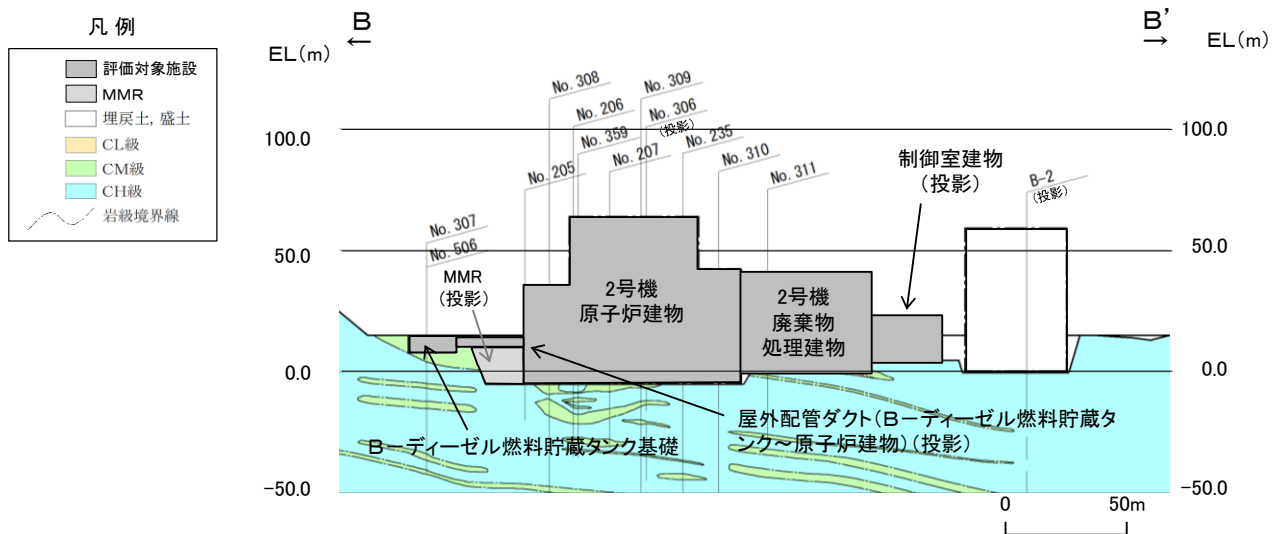 凡 例
評価対象施設
MMR
埋戻土, 盛土
CL級
CM級
CH級
岩級境界線
B
B’
EL(m)
EL(m)
100.0
50.0
0.0
-50.0
100.0
50.0
0.0
-50.0
No. 307
No. 506
No. 205
No. 308
No. 206
No. 359
No. 207
No. 309
No. 306
(投影)
No. 235
No. 310
No. 311
B-2
(投影)
MMR
(投影)
2号機
原子炉建物
2号機
廃棄物
処理建物
制御室建物
(投影)
B-ディーゼル燃料貯蔵タンク基礎
屋外配管ダクト(B-ディーゼル燃料貯蔵タ
ンク~原子炉建物)(投影)
0
50m